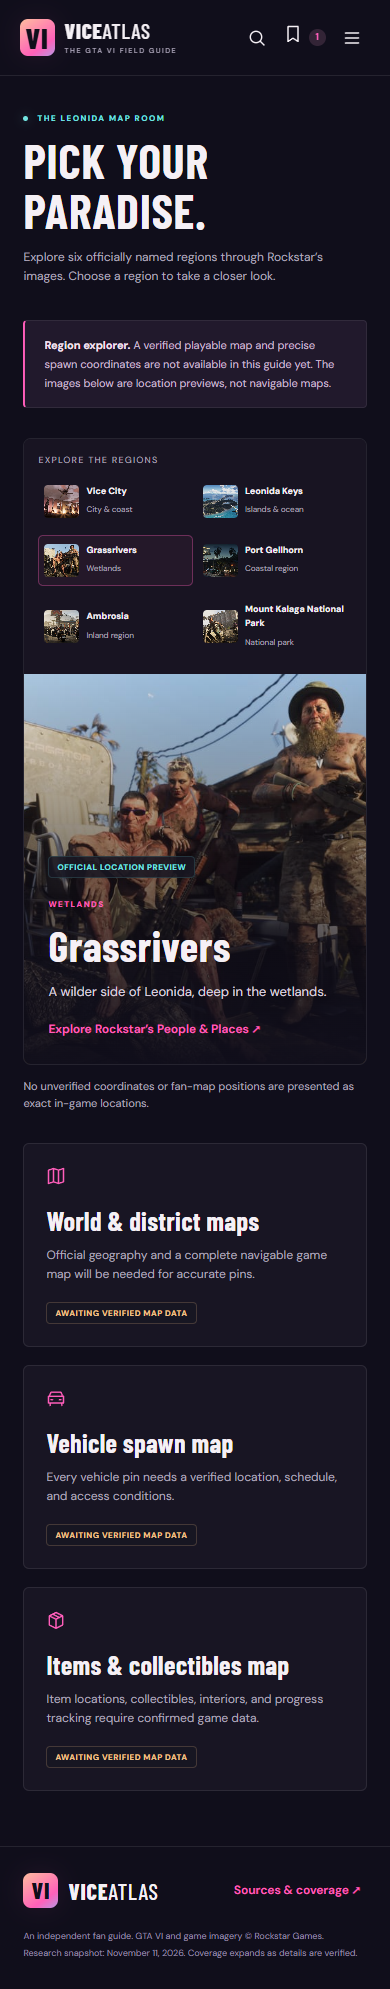 VI VICEATLAS
THE GTA VI FIELD GUIDE
1
THE LEONIDA MAP ROOM
PICK YOUR
PARADISE.
Explore six officially named regions through Rockstar's
images. Choose a region to take a closer look.
Region explorer. A verified playable map and precise
spawn coordinates are not available in this guide yet. The
images below are location previews, not navigable maps.
EXPLORE THE REGIONS
Vice City
City & coast
Leonida Keys
Islands & ocean
Grassrivers
Wetlands
Port Gellhorn
Coastal region
Ambrosia
Inland region
Mount Kalaga National
Park
National park
OFFICIAL LOCATION PREVIEW
WETLANDS
Grassrivers
A wilder side of Leonida, deep in the wetlands.
Explore Rockstar's People & Places ↗
No unverified coordinates or fan-map positions are presented as
exact in-game locations.
World & district maps
Official geography and a complete navigable game
map will be needed for accurate pins.
AWAITING VERIFIED MAP DATA
Vehicle spawn map
Every vehicle pin needs a verified location, schedule,
and access conditions.
AWAITING VERIFIED MAP DATA
Items & collectibles map
Item locations, collectibles, interiors, and progress
tracking require confirmed game data.
AWAITING VERIFIED MAP DATA
VI VICEATLAS
Sources & coverage ↗
An independent fan guide. GTA VI and game imagery © Rockstar Games.
Research snapshot: November 11, 2026. Coverage expands as details are verified.